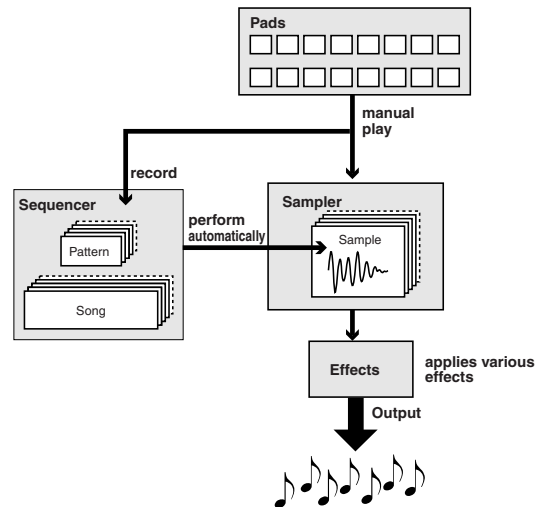 Pads
manual
play
record
Sequencer
Pattern
Song
perform
automatically
Sampler
Sample
Effects
applies various
effects
Output